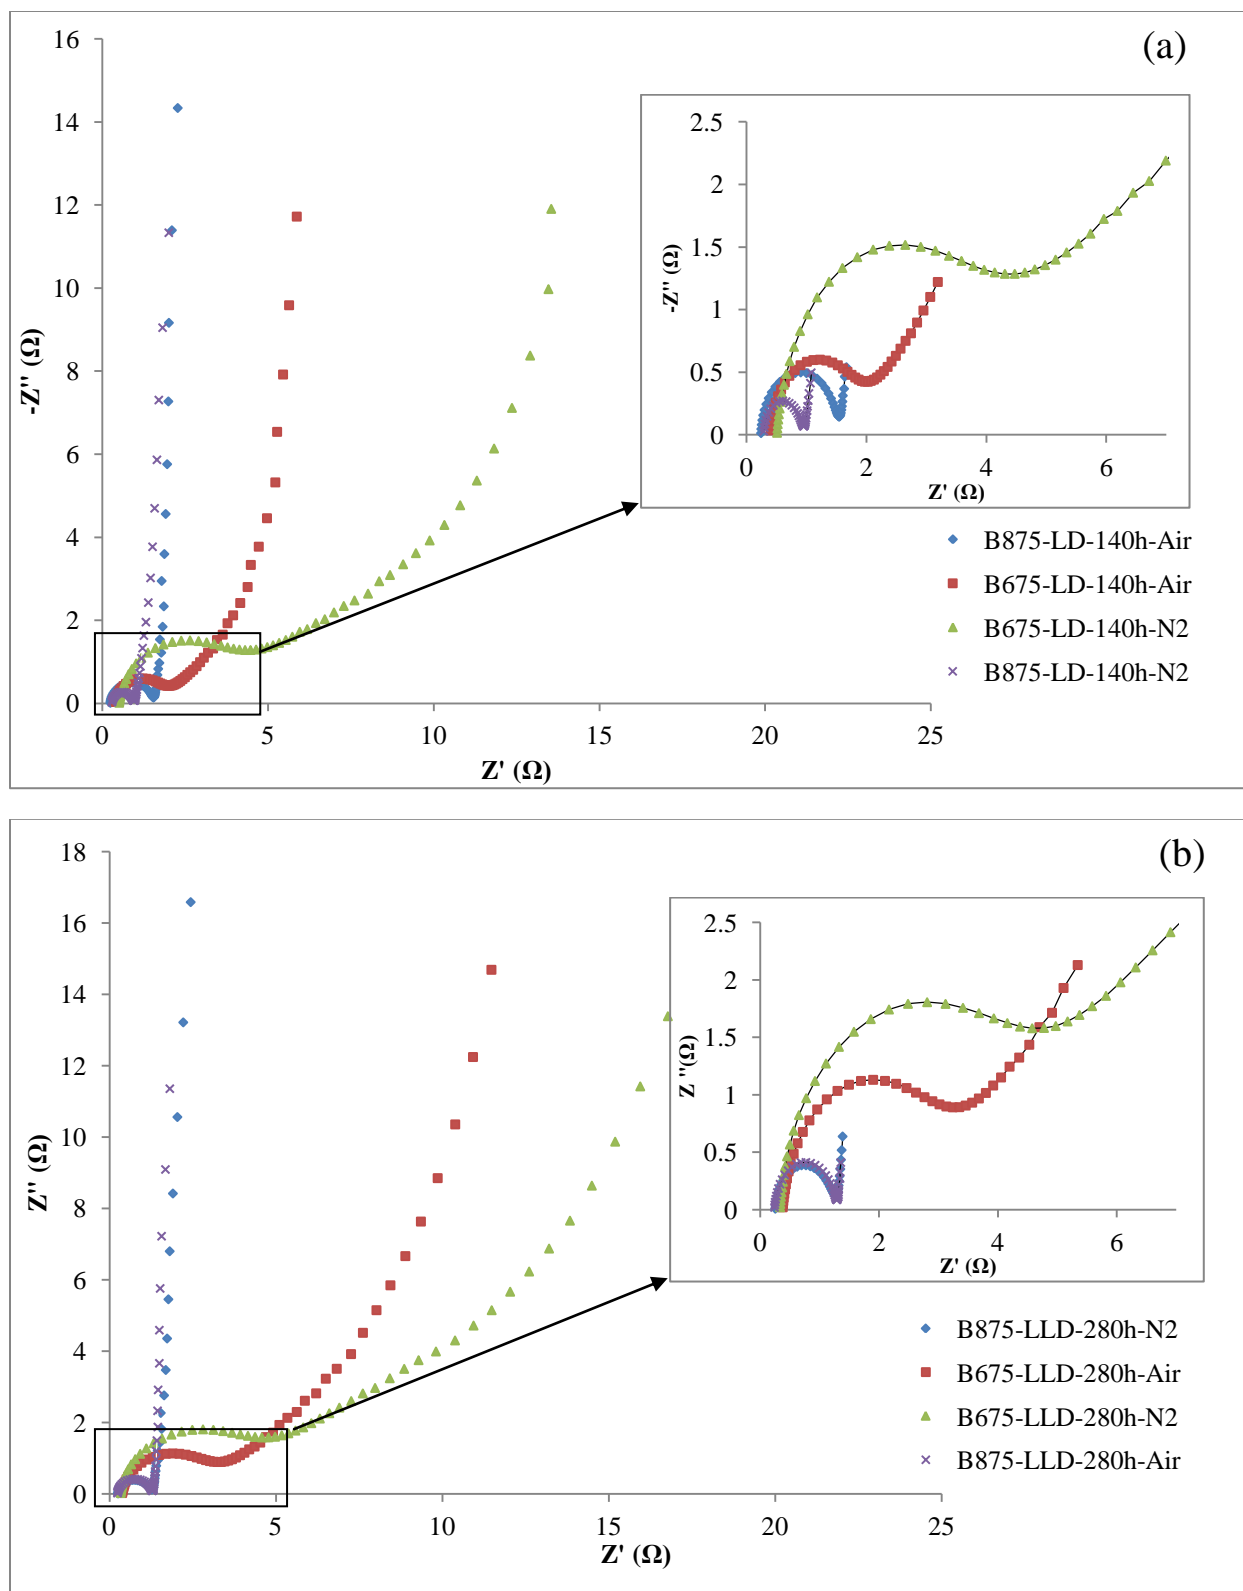 (a)
16
14
12
10
8
6
4
2
0
-Z'' (Ω)
0
5
10
15
20
25
Z' (Ω)
2.5
2
1.5
1
0.5
0
-Z'' (Ω)
0
2
4
6
Z' (Ω)
B875-LD-140h-Air
B675-LD-140h-Air
B675-LD-140h-N2
B875-LD-140h-N2
(b)
18
16
14
12
10
8
6
4
2
0
Z'' (Ω)
0
5
10
15
20
25
Z' (Ω)
2.5
2
1.5
1
0.5
0
Z ''(Ω)
0
2
4
6
Z' (Ω)
B875-LLD-280h-N2
B675-LLD-280h-Air
B675-LLD-280h-N2
B875-LLD-280h-Air